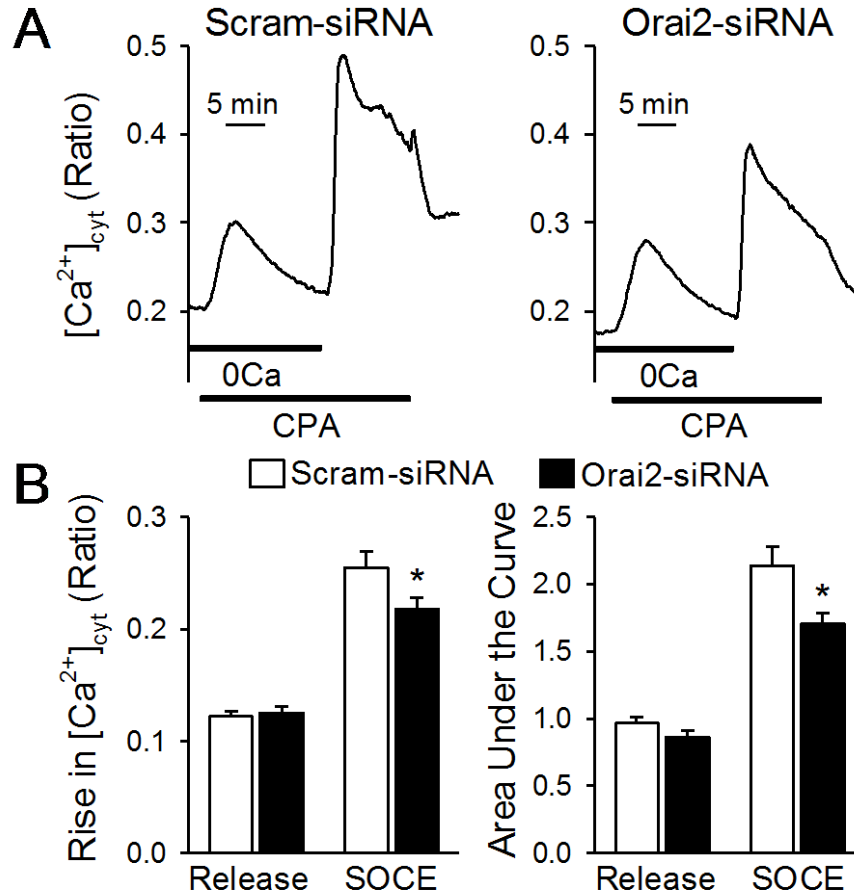 A
Scram-siRNA
Orai2-siRNA
[Ca²⁺]cyt (Ratio)
0.5
0.4
0.3
0.2
5 min
0Ca
CPA
0.5
0.4
0.3
0.2
5 min
0Ca
CPA
B
Scram-siRNA
Orai2-siRNA
Rise in [Ca²⁺]cyt (Ratio)
0.3
0.2
0.1
0.0
*
Release
SOCE
Area Under the Curve
2.5
2.0
1.5
1.0
0.5
0.0
*
Release
SOCE